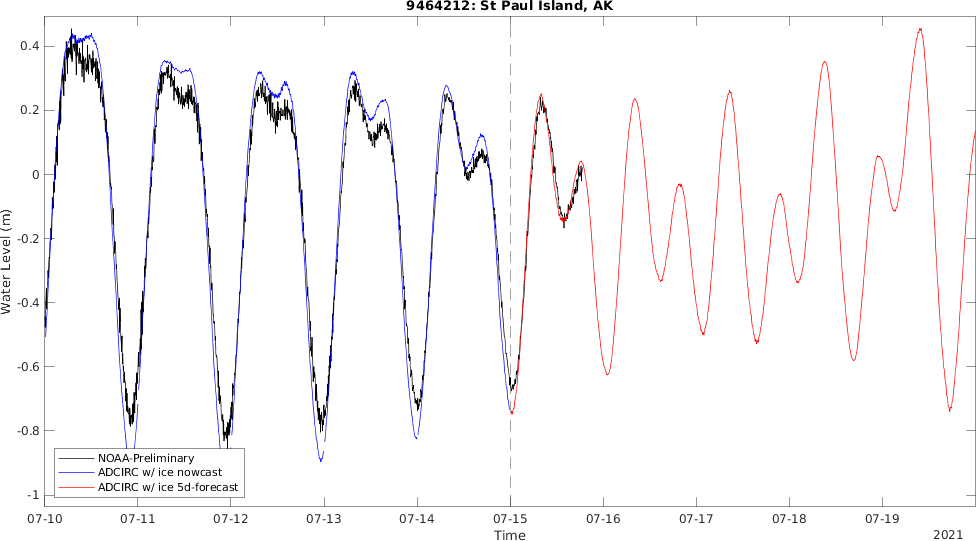 9464212: St Paul Island, AK
Water Level (m)
0.4
0.2
0
-0.2
-0.4
-0.6
-0.8
-1
NOAA-Preliminary
ADCIRC w/ ice nowcast
ADCIRC w/ ice 5d-forecast
07-10 07-11 07-12 07-13 07-14 07-15 07-16 07-17 07-18 07-19
Time
2021